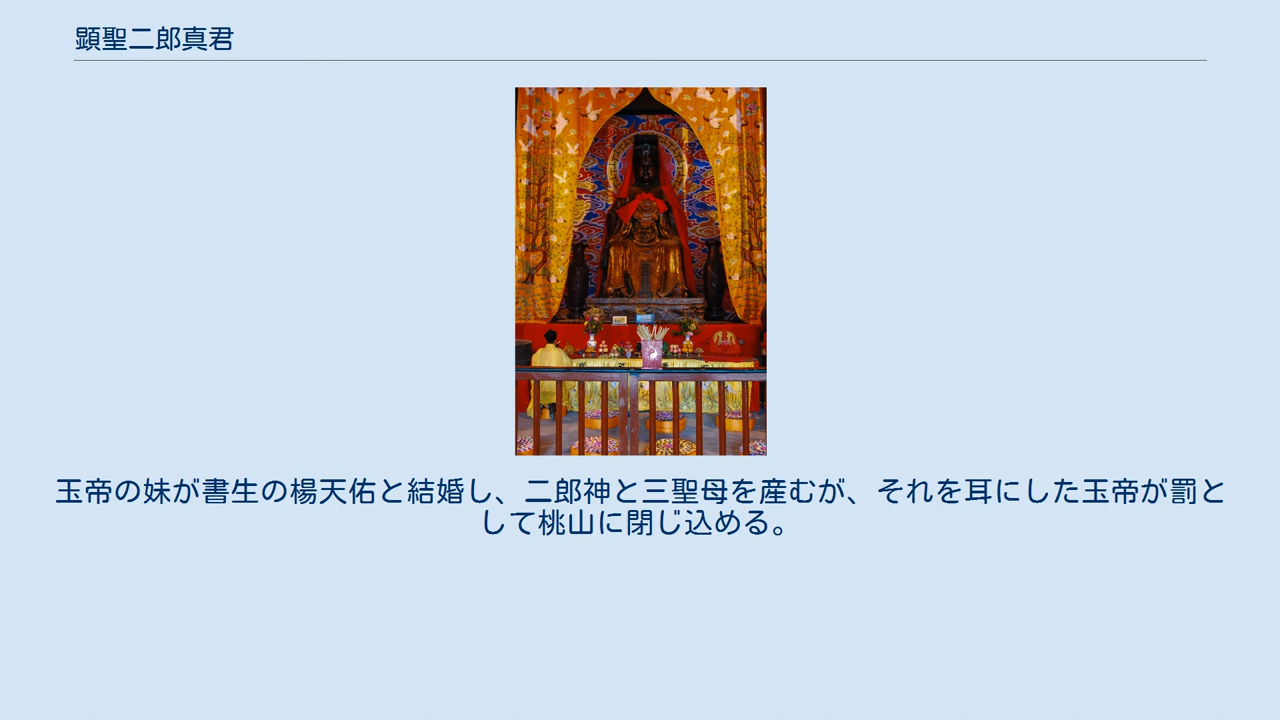 顕聖二郎真君
玉帝の妹が書生の楊天佑と結婚し、二郎神と三聖母を産むが、それを耳にした玉帝が罰と
して桃山に閉じ込める。